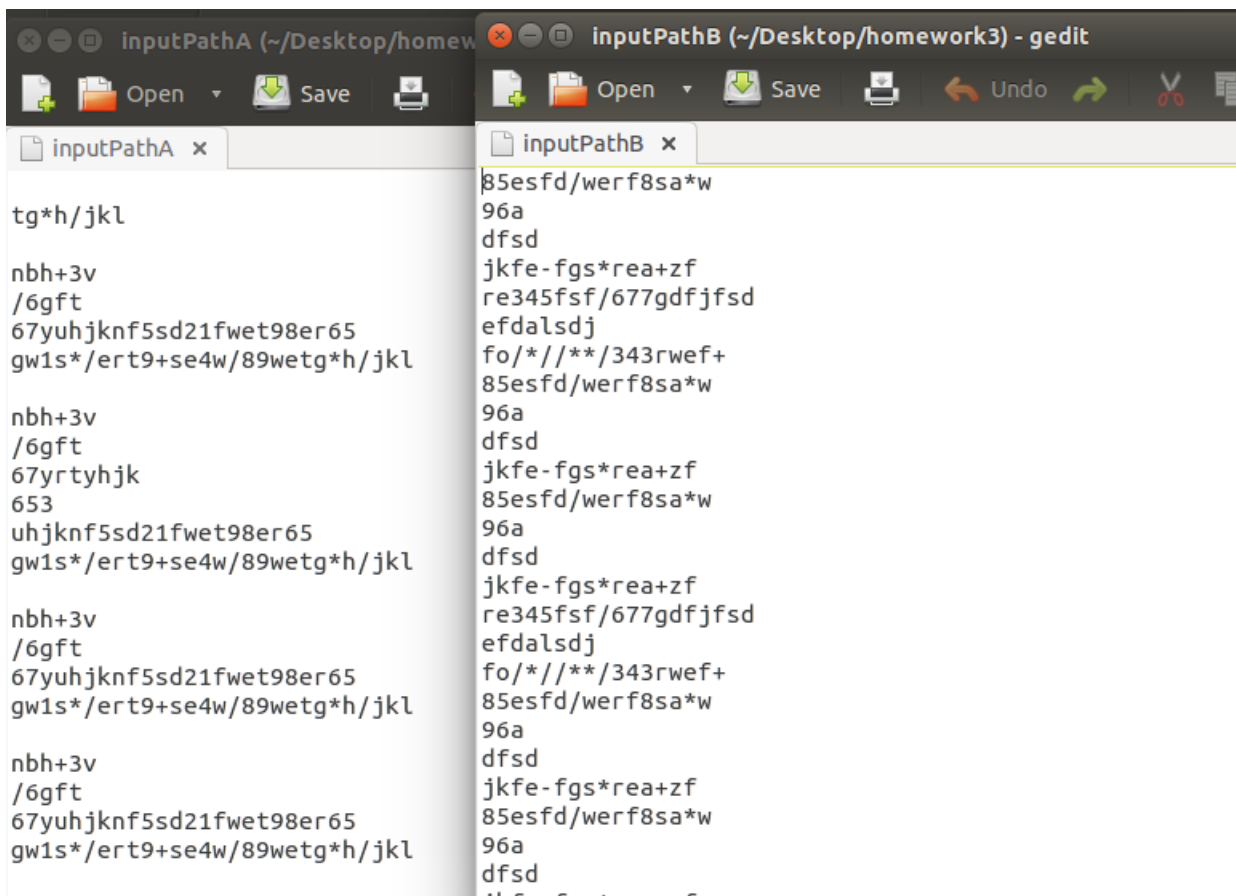 inputPathA (~/Desktop/homew
Open Save
inputPathA ×
tg*h/jkl
nbh+3v
/6gft
67yuhjknf5sd21fwet98er65
gw1s*/ert9+se4w/89wetg*h/jkl
nbh+3v
/6gft
67yrtyhjk
653
uhjknf5sd21fwet98er65
gw1s*/ert9+se4w/89wetg*h/jkl
nbh+3v
/6gft
67yuhjknf5sd21fwet98er65
gw1s*/ert9+se4w/89wetg*h/jkl
nbh+3v
/6gft
67yuhjknf5sd21fwet98er65
gw1s*/ert9+se4w/89wetg*h/jkl
inputPathB (~/Desktop/homework3) - gedit
Open Save Undo
inputPathB ×
85esfd/werf8sa*w
96a
dfsd
jkfe-fgs*rea+zf
re345fsf/677gdfjfsd
efdalsdj
fo/*//**/343rwef+
85esfd/werf8sa*w
96a
dfsd
jkfe-fgs*rea+zf
85esfd/werf8sa*w
96a
dfsd
jkfe-fgs*rea+zf
re345fsf/677gdfjfsd
efdalsdj
fo/*//**/343rwef+
85esfd/werf8sa*w
96a
dfsd
jkfe-fgs*rea+zf
85esfd/werf8sa*w
96a
dfsd